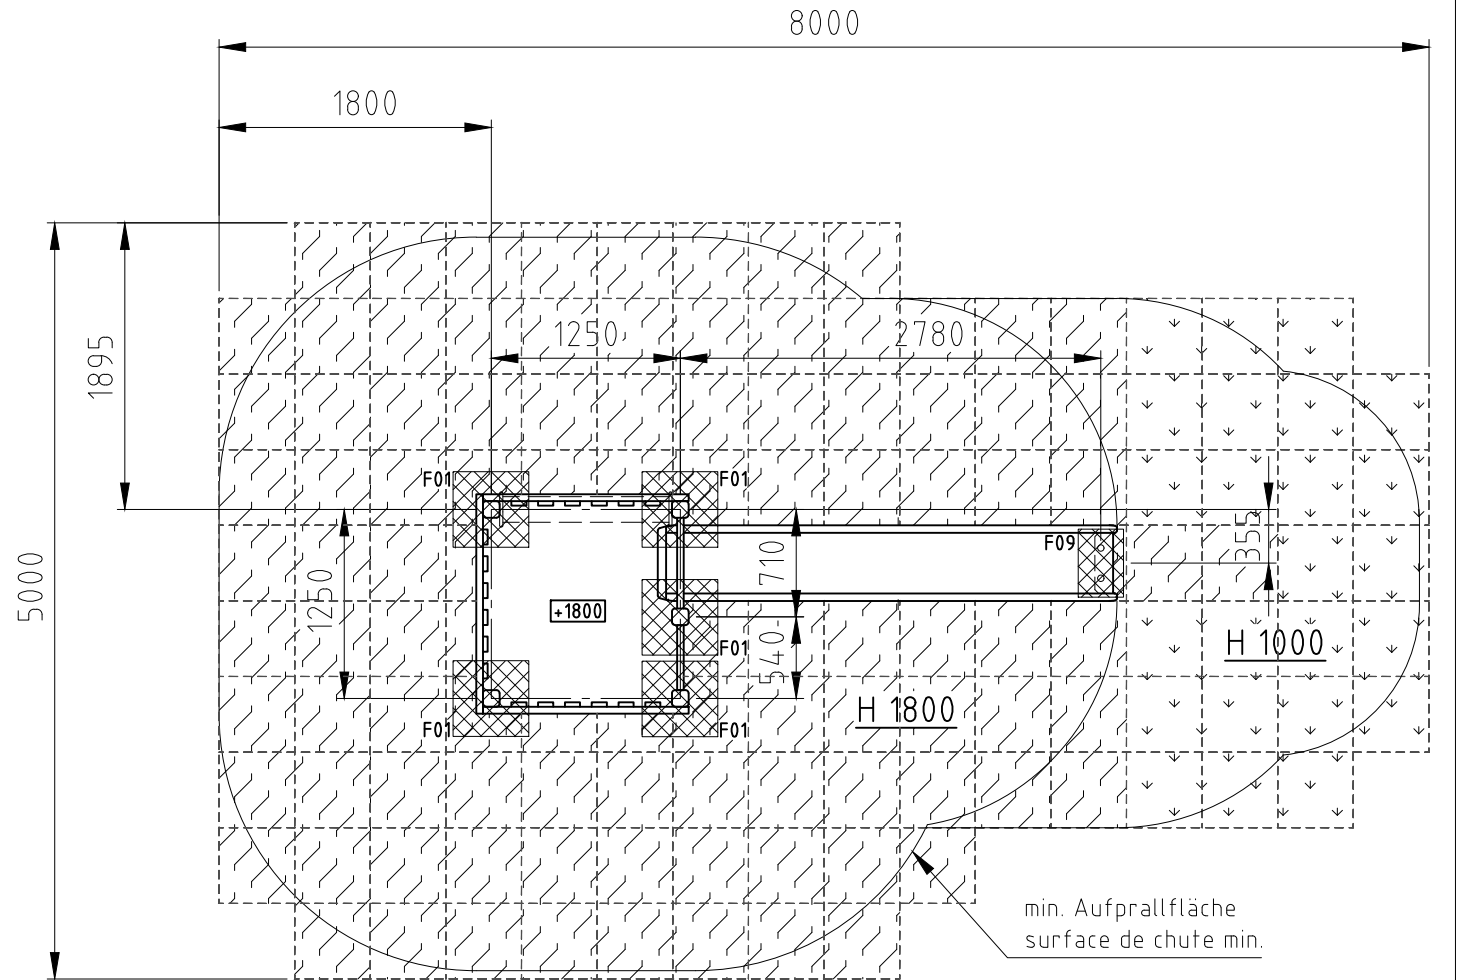 8000
1800
1895
1250
2780
F01
F01
355
F09
710
5000
1250
+1800
H 1000
F01
540
H 1800
F01
F01
min. Aufprallfläche
surface de chute min.